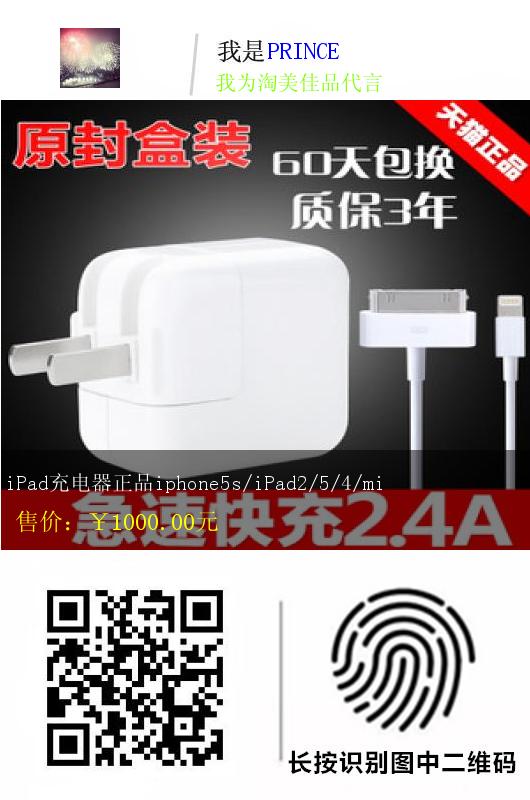 我是PRINCE
我为淘美佳品代言
天猫正品
原封盒装
60天包换
质保3年
iPad充电器正品iphone5s/iPad2/5/4/mi
急速快充2.4A
售价：￥1000.00元
长按识别图中二维码